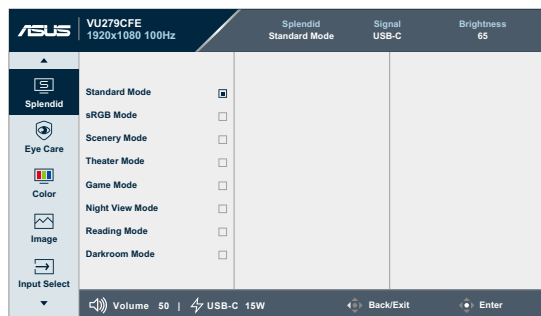 ASUS
VU279CFE
1920x1080 100Hz
Splendid
Standard Mode
Signal
USB-C
Brightness
65
Splendid
Eye Care
Color
Image
Input Select
Standard Mode
sRGB Mode
Scenery Mode
Theater Mode
Game Mode
Night View Mode
Reading Mode
Darkroom Mode
Volume 50 | USB-C 15W
Back/Exit
Enter